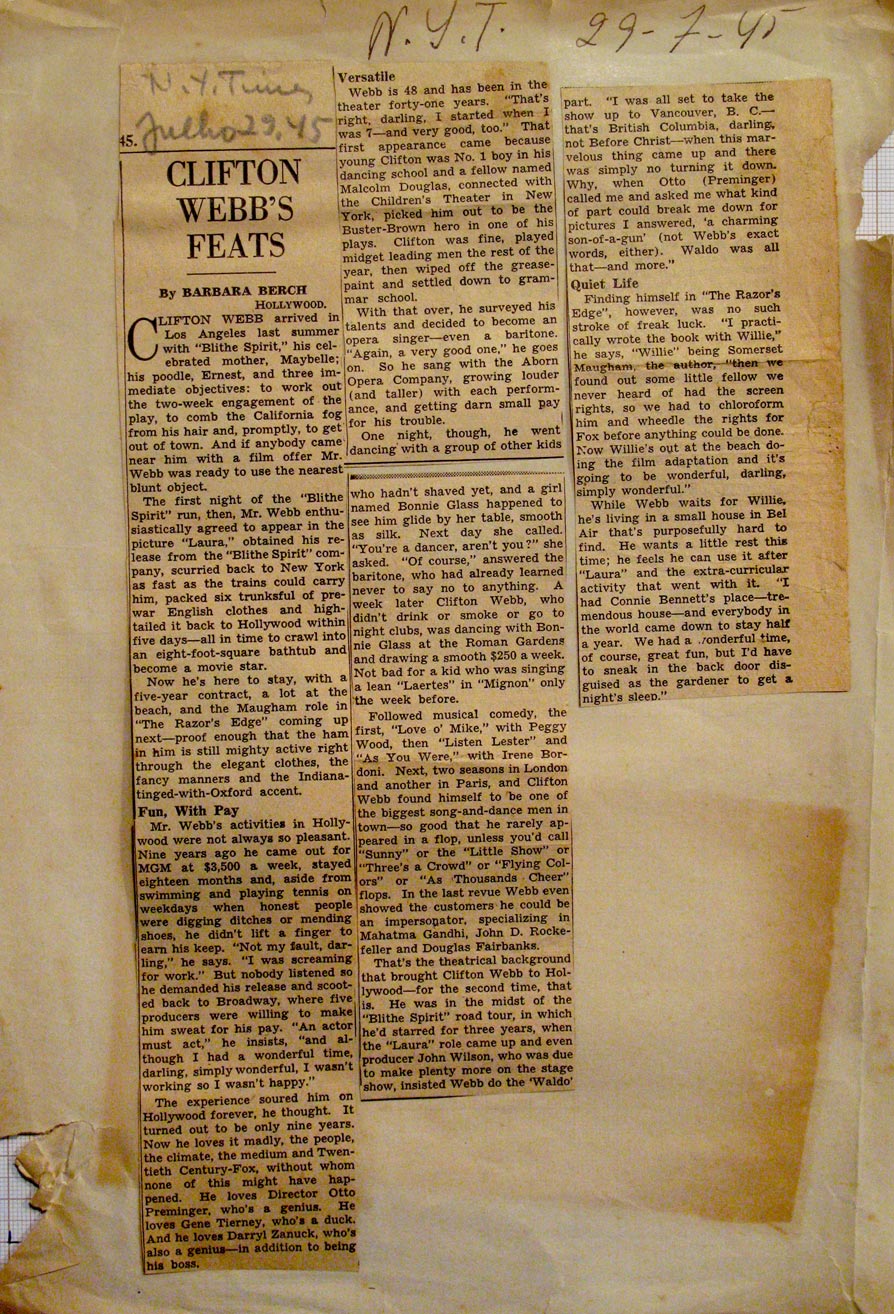 N.Y.T. 29-7-45
N.Y. Times
Julho 29, 45
45.
CLIFTON
WEBB'S
FEATS
By BARBARA BERCH
HOLLYWOOD.
CLIFTON WEBB arrived in
Los Angeles last summer
with "Blithe Spirit," his cel-
ebrated mother, Maybelle;
his poodle, Ernest, and three im-
mediate objectives: to work out
the two-week engagement of the
play, to comb the California fog
from his hair and, promptly, to get
out of town. And if anybody came
near him with a film offer Mr.
Webb was ready to use the nearest
blunt object.
The first night of the "Blithe
Spirit" run, then, Mr. Webb enthu-
siastically agreed to appear in the
picture "Laura," obtained his re-
lease from the "Blithe Spirit" com-
pany, scurried back to New York
as fast as the trains could carry
him, packed six trunksful of pre-
war English clothes and high-
tailed it back to Hollywood within
five days—all in time to crawl into
an eight-foot-square bathtub and
become a movie star.
Now he's here to stay, with a
five-year contract, a lot at the
beach, and the Maugham role in
"The Razor's Edge" coming up
next—proof enough that the ham
in him is still mighty active right
through the elegant clothes, the
fancy manners and the Indiana-
tinged-with-Oxford accent.
Fun, With Pay
Mr. Webb's activities in Holly-
wood were not always so pleasant.
Nine years ago he came out for
MGM at $3,500 a week, stayed
eighteen months and, aside from
swimming and playing tennis on
weekdays when honest people
were digging ditches or mending
shoes, he didn't lift a finger to
earn his keep. "Not my fault, dar-
ling," he says. "I was screaming
for work." But nobody listened so
he demanded his release and scoot-
ed back to Broadway, where five
producers were willing to make
him sweat for his pay. "An actor
must act," he insists, "and al-
though I had a wonderful time,
darling, simply wonderful, I wasn't
working so I wasn't happy."
The experience soured him on
Hollywood forever, he thought. It
turned out to be only nine years.
Now he loves it madly, the people,
the climate, the medium and Twen-
tieth Century-Fox, without whom
none of this might have hap-
pened. He loves Director Otto
Preminger, who's a genius. He
loves Gene Tierney, who's a duck.
And he loves Darryl Zanuck, who's
also a genius—in addition to being
his boss.
Versatile
Webb is 48 and has been in the
theater forty-one years. "That's
right, darling, I started when I
was 7—and very good, too." That
first appearance came because
young Clifton was No. 1 boy in his
dancing school and a fellow named
Malcolm Douglas, connected with
the Children's Theater in New
York, picked him out to be the
Buster-Brown hero in one of his
plays. Clifton was fine, played
midget leading men the rest of the
year, then wiped off the grease-
paint and settled down to gram-
mar school.
With that over, he surveyed his
talents and decided to become an
opera singer—even a baritone.
"Again, a very good one," he goes
on. So he sang with the Aborn
Opera Company, growing louder
(and taller) with each perform-
ance, and getting darn small pay
for his trouble.
One night, though, he went
dancing with a group of other kids
who hadn't shaved yet, and a girl
named Bonnie Glass happened to
see him glide by her table, smooth
as silk. Next day she called.
"You're a dancer, aren't you?" she
asked. "Of course," answered the
baritone, who had already learned
never to say no to anything. A
week later Clifton Webb, who
didn't drink or smoke or go to
night clubs, was dancing with Bon-
nie Glass at the Roman Gardens
and drawing a smooth $250 a week.
Not bad for a kid who was singing
a lean "Laertes" in "Mignon" only
the week before.
Followed musical comedy, the
first, "Love o' Mike," with Peggy
Wood, then "Listen Lester" and
"As You Were," with Irene Bor-
doni. Next, two seasons in London
and another in Paris, and Clifton
Webb found himself to be one of
the biggest song-and-dance men in
town—so good that he rarely ap-
peared in a flop, unless you'd call
"Sunny" or the "Little Show" or
"Three's a Crowd" or "Flying Col-
ors" or "As Thousands Cheer"
flops. In the last revue Webb even
showed the customers he could be
an impersonator, specializing in
Mahatma Gandhi, John D. Rocke-
feller and Douglas Fairbanks.
That's the theatrical background
that brought Clifton Webb to Hol-
lywood—for the second time, that
is. He was in the midst of the
"Blithe Spirit" road tour, in which
he'd starred for three years, when
the "Laura" role came up and even
producer John Wilson, who was due
to make plenty more on the stage
show, insisted Webb do the 'Waldo'
part. "I was all set to take the
show up to Vancouver, B. C.—
that's British Columbia, darling,
not Before Christ—when this mar-
velous thing came up and there
was simply no turning it down.
Why, when Otto (Preminger)
called me and asked me what kind
of part could break me down for
pictures I answered, 'a charming
son-of-a-gun' (not Webb's exact
words, either). Waldo was all
that—and more."
Quiet Life
Finding himself in "The Razor's
Edge", however, was no such
stroke of freak luck. "I practi-
cally wrote the book with Willie,"
he says, "Willie" being Somerset
Maugham, the author, "then we
found out some little fellow we
never heard of had the screen
rights, so we had to chloroform
him and wheedle the rights for
Fox before anything could be done.
Now Willie's out at the beach do-
ing the film adaptation and it's
going to be wonderful, darling,
simply wonderful."
While Webb waits for Willie,
he's living in a small house in Bel
Air that's purposefully hard to
find. He wants a little rest this
time; he feels he can use it after
"Laura" and the extra-curricular
activity that went with it. "I
had Connie Bennett's place—tre-
mendous house—and everybody in
the world came down to stay half
a year. We had a wonderful time,
of course, great fun, but I'd have
to sneak in the back door dis-
guised as the gardener to get a
night's sleep."